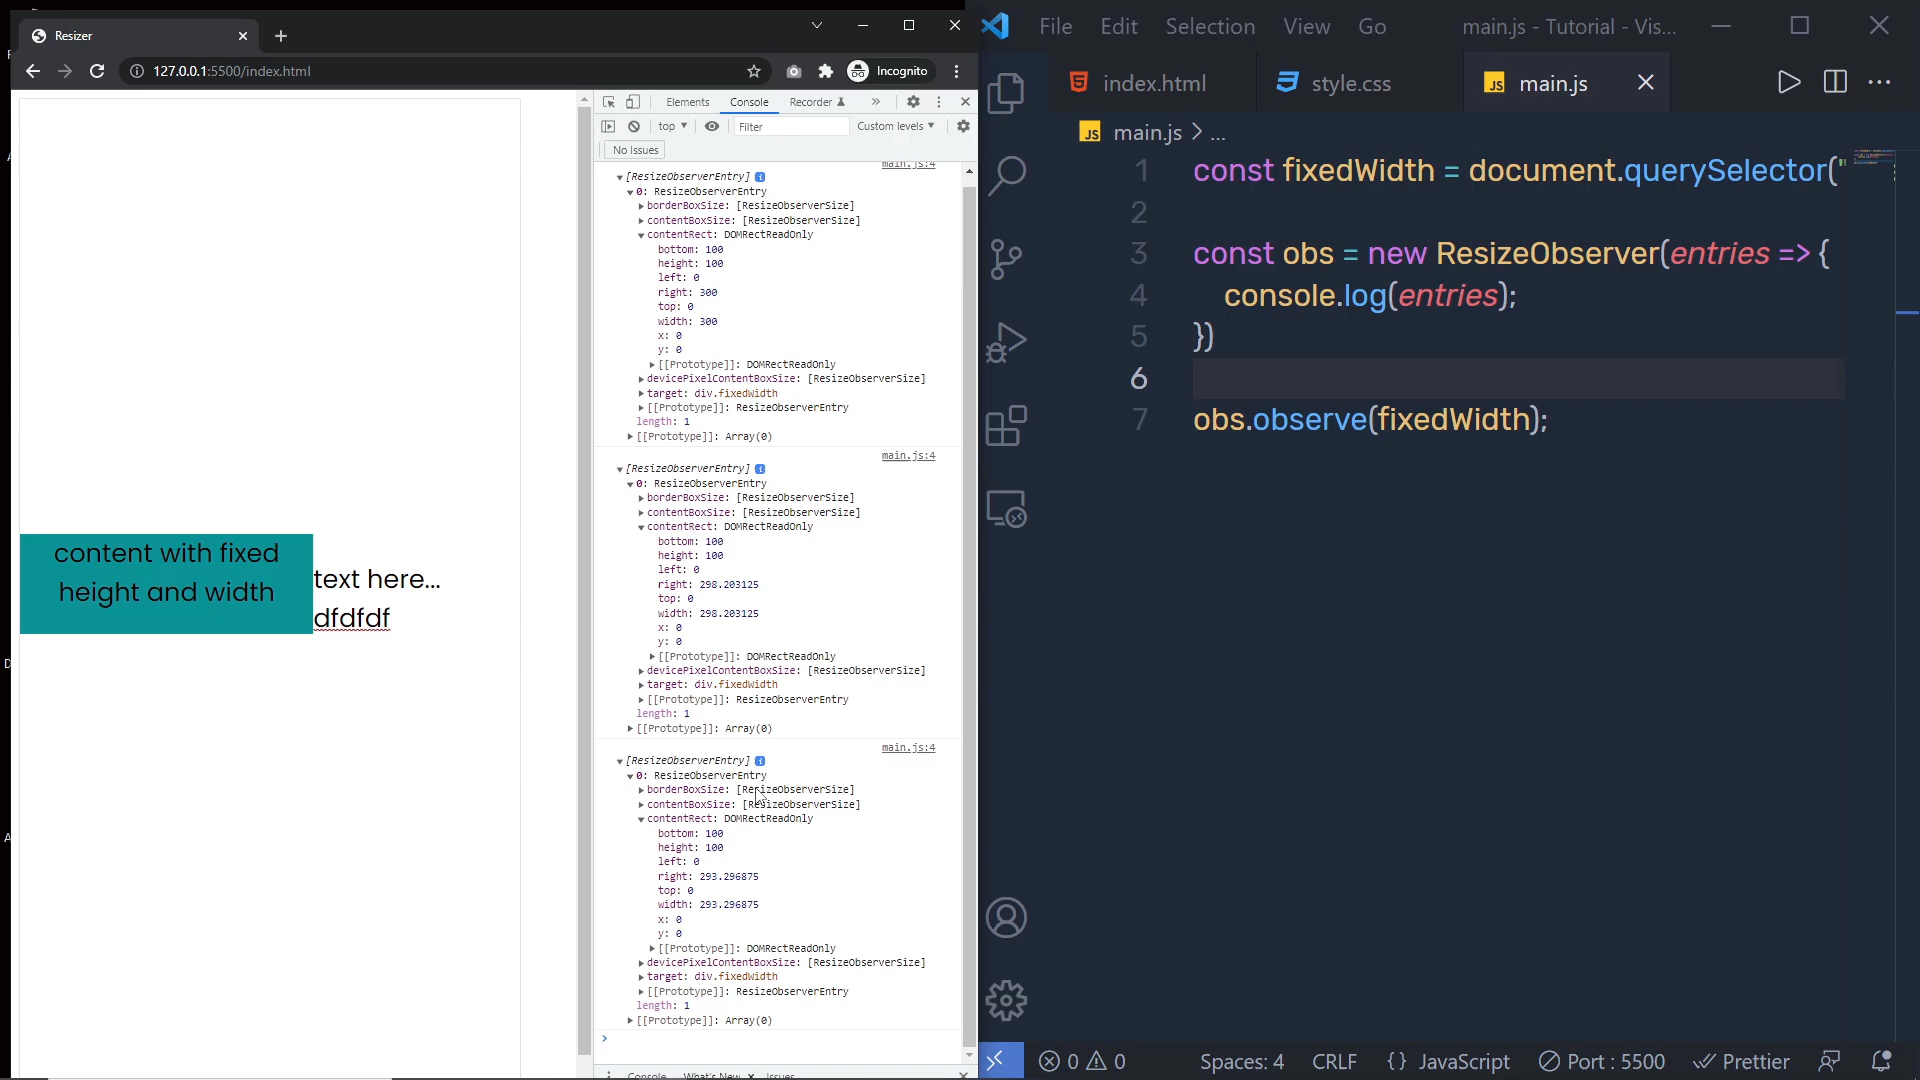 Resizer
127.0.0.1:5500/index.html
Incognito
Elements Console Recorder
top Filter Custom levels
No Issues
main.js:4
[ResizeObserverEntry]
0: ResizeObserverEntry
borderBoxSize: [ResizeObserverSize]
contentBoxSize: [ResizeObserverSize]
contentRect: DOMRectReadOnly
bottom: 100
height: 100
left: 0
right: 300
top: 0
width: 300
x: 0
y: 0
[[Prototype]]: DOMRectReadOnly
devicePixelContentBoxSize: [ResizeObserverSize]
target: div.fixedWidth
[[Prototype]]: ResizeObserverEntry
length: 1
[[Prototype]]: Array(0)
main.js:4
[ResizeObserverEntry]
0: ResizeObserverEntry
borderBoxSize: [ResizeObserverSize]
contentBoxSize: [ResizeObserverSize]
contentRect: DOMRectReadOnly
bottom: 100
height: 100
left: 0
right: 298.203125
top: 0
width: 298.203125
x: 0
y: 0
[[Prototype]]: DOMRectReadOnly
devicePixelContentBoxSize: [ResizeObserverSize]
target: div.fixedWidth
[[Prototype]]: ResizeObserverEntry
length: 1
[[Prototype]]: Array(0)
main.js:4
[ResizeObserverEntry]
0: ResizeObserverEntry
borderBoxSize: [ResizeObserverSize]
contentBoxSize: [ResizeObserverSize]
contentRect: DOMRectReadOnly
bottom: 100
height: 100
left: 0
right: 293.296875
top: 0
width: 293.296875
x: 0
y: 0
[[Prototype]]: DOMRectReadOnly
devicePixelContentBoxSize: [ResizeObserverSize]
target: div.fixedWidth
[[Prototype]]: ResizeObserverEntry
length: 1
[[Prototype]]: Array(0)
Console What's New Issues
content with fixed
height and width
text here...
dfdfdf
File Edit Selection View Go main.js - Tutorial - Vis...
index.html style.css JS main.js
JS main.js > ...
1 const fixedWidth = document.querySelector("
2
3 const obs = new ResizeObserver(entries => {
4 console.log(entries);
5 })
6
7 obs.observe(fixedWidth);
0 0 Spaces: 4 CRLF {} JavaScript Port : 5500 Prettier